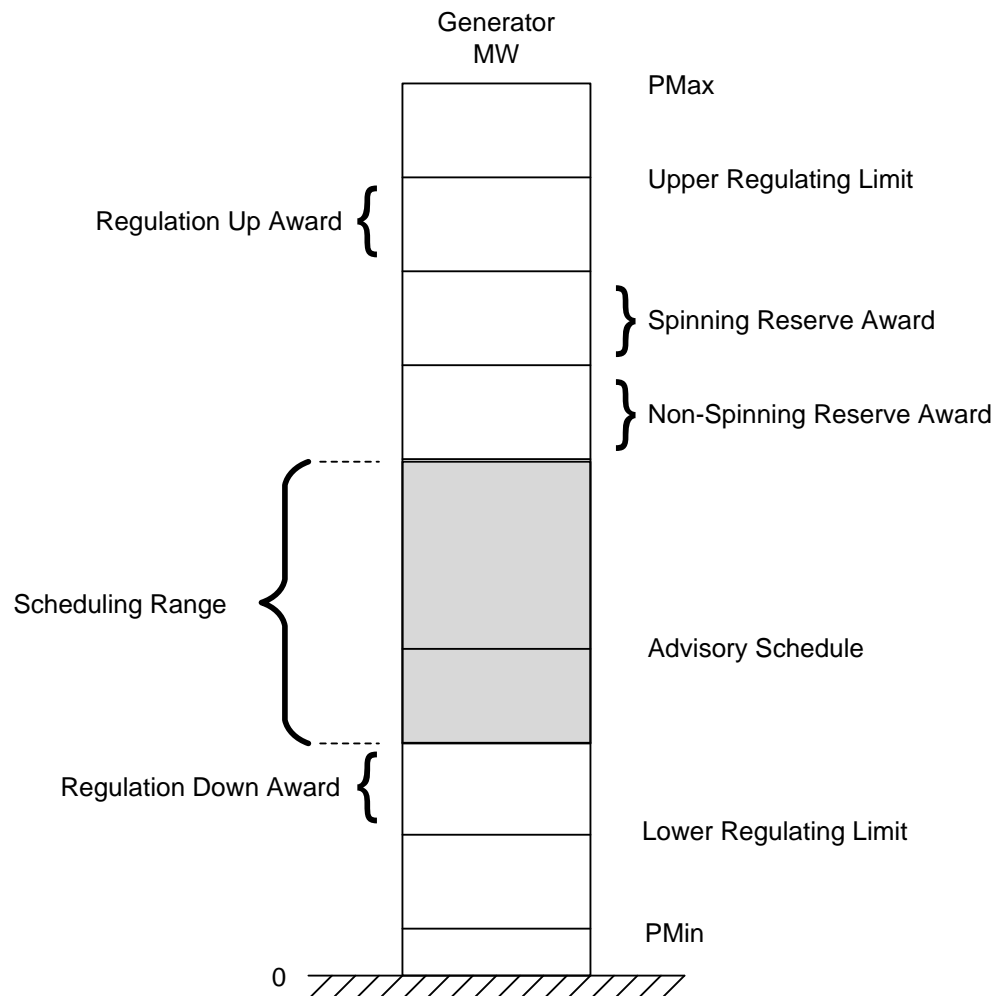 Generator
MW
PMax
Upper Regulating Limit
Regulation Up Award
Spinning Reserve Award
Non-Spinning Reserve Award
Scheduling Range
Advisory Schedule
Regulation Down Award
Lower Regulating Limit
PMin
0